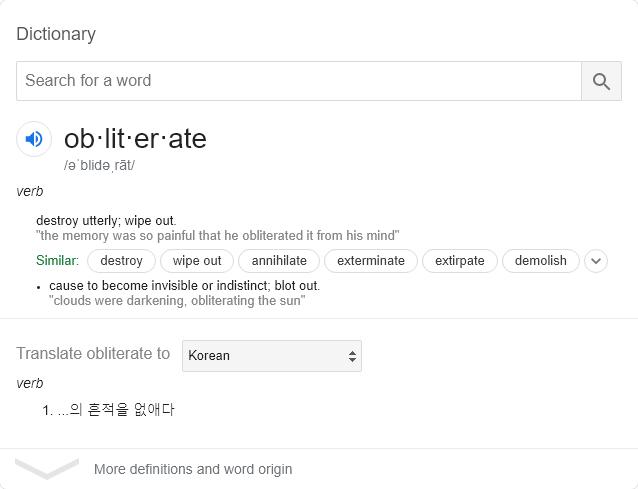 Dictionary
Search for a word
ob·lit·er·ate
/əˈblidəˌrāt/
verb
destroy utterly; wipe out.
"the memory was so painful that he obliterated it from his mind"
Similar: destroy wipe out annihilate exterminate extirpate demolish
• cause to become invisible or indistinct; blot out.
"clouds were darkening, obliterating the sun"
Translate obliterate to Korean
verb
1. ...의 흔적을 없애다
More definitions and word origin